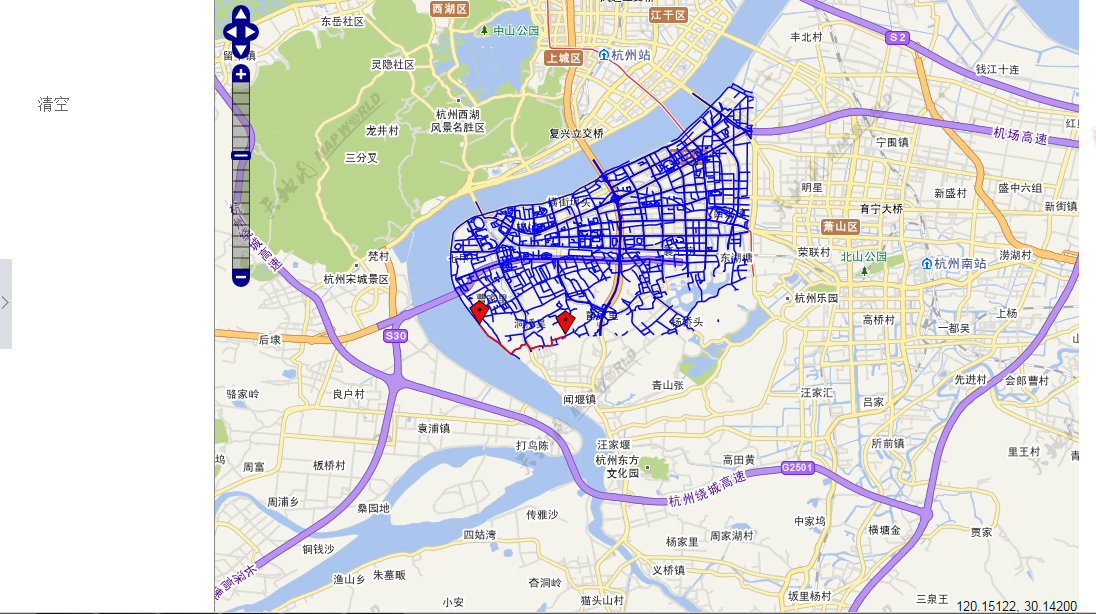 清空
西湖区
江干区
东岳社区
中山公园
丰北村
S2
上城区
杭州站
灵隐社区
钱江十连
MAP WORLD
杭州西湖
风景名胜区
龙井村
复兴立交桥
机场高速
宁围镇
三分叉
明星
盛中六组
新盛村
新街镇
育宁大桥
萧山区
荣联村
北山公园
杭州南站
涝湖村
梵村
东湖塘
杭州宋城景区
杭州乐园
上杨
高桥村
一都吴
S30
后埭
MAP WORLD
青山张
先进村
会郎曹村
骆家岭
良户村
汪家汇
吕家
闻堰镇
袁浦镇
打鸟陈
汪家堰
所前镇
里王村
周富
板桥村
杭州东方
文化园
高田黄
G2501
杭州绕城高速
周浦乡
桑园地
传雅沙
中家坞
横塘金
贾家
四姑湾
周家湖村
杨家里
铜钱沙
渔山乡
朱墓畈
义桥镇
杳洞岭
小安
猫头山村
坂里杨村
三泉王
120.15122, 30.14200